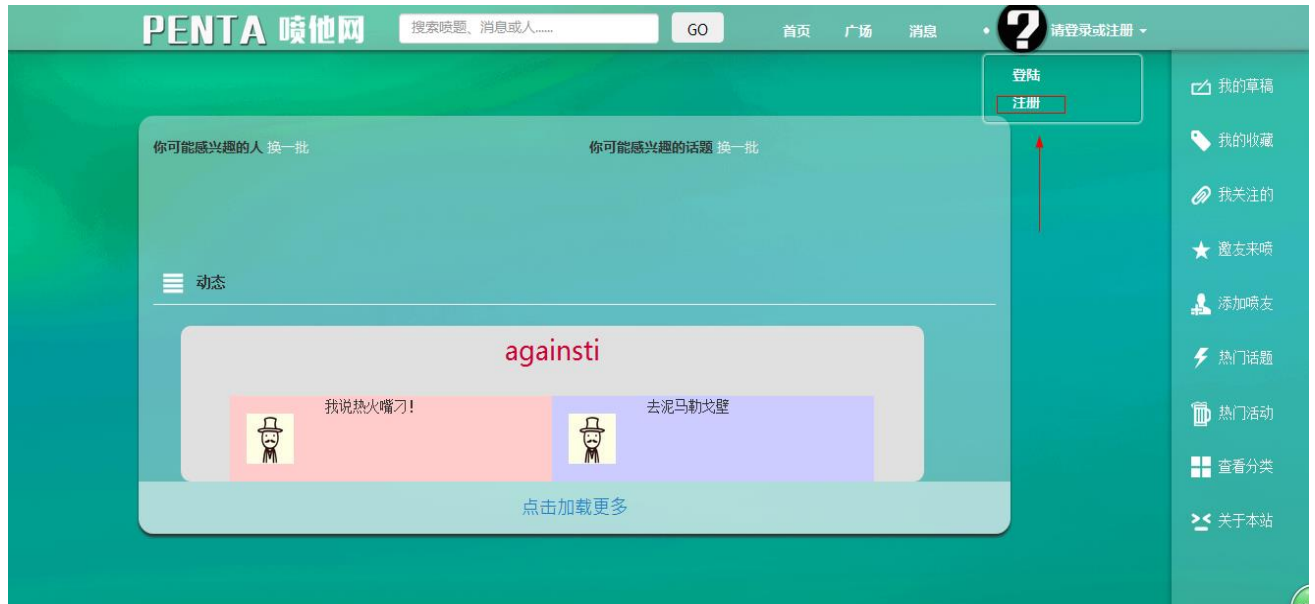 PENTA 喷他网
搜索喷题、消息或人......
GO
首页
广场
消息
请登录或注册
登陆
注册
你可能感兴趣的人 换一批
你可能感兴趣的话题 换一批
动态
againsti
我说热火嘴刁!
去泥马勒戈壁
点击加载更多
我的草稿
我的收藏
我关注的
邀友来喷
添加喷友
热门话题
热门活动
查看分类
关于本站